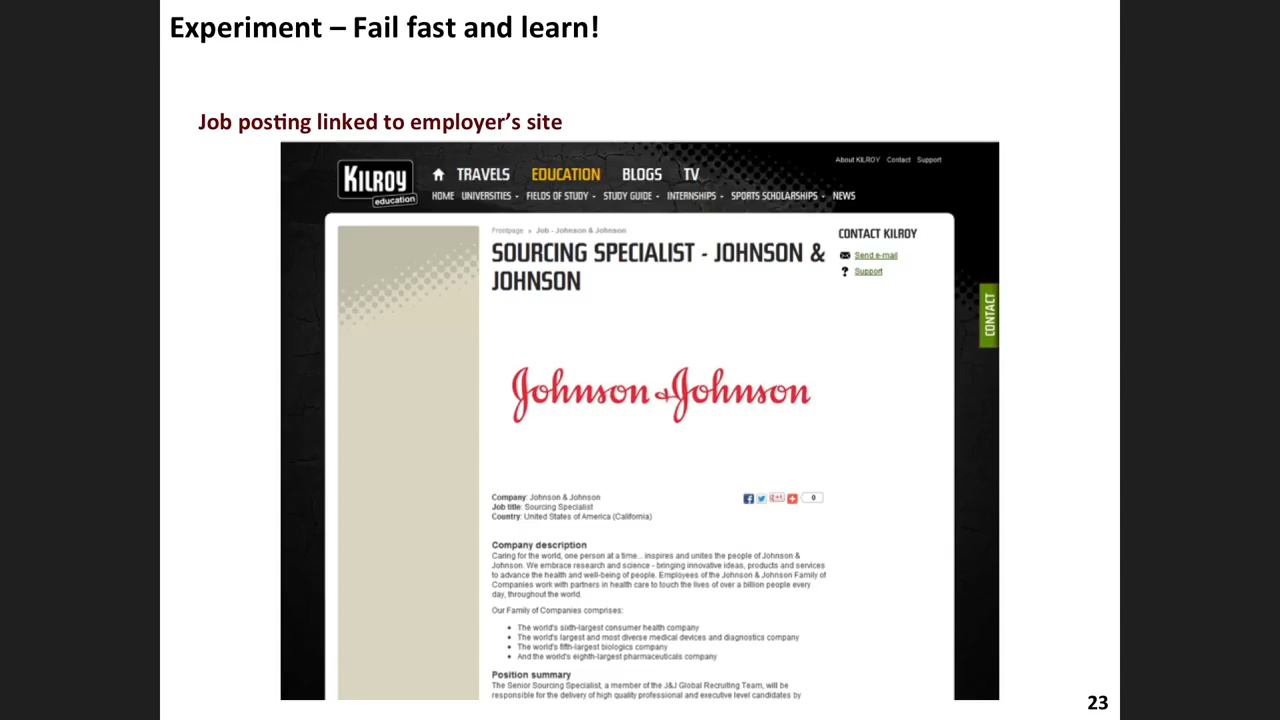 Experiment – Fail fast and learn!
Job posting linked to employer's site
KILROY
education
TRAVELS EDUCATION BLOGS TV
About KILROY Contact Support
HOME UNIVERSITIES FIELDS OF STUDY STUDY GUIDE INTERNSHIPS SPORTS SCHOLARSHIPS NEWS
Frontpage » Job - Johnson & Johnson
SOURCING SPECIALIST - JOHNSON &
JOHNSON
CONTACT KILROY
Send e-mail
Support
CONTACT
Johnson & Johnson
Company: Johnson & Johnson
Job title: Sourcing Specialist
Country: United States of America (California)
g+1
0
Company description
Caring for the world, one person at a time... inspires and unites the people of Johnson &
Johnson. We embrace research and science - bringing innovative ideas, products and services
to advance the health and well-being of people. Employees of the Johnson & Johnson Family of
Companies work with partners in health care to touch the lives of over a billion people every
day, throughout the world.
Our Family of Companies comprises:
• The world's sixth-largest consumer health company
• The world's largest and most diverse medical devices and diagnostics company
• The world's fifth-largest biologics company
• And the world's eighth-largest pharmaceuticals company
Position summary
The Senior Sourcing Specialist, a member of the J&J Global Recruiting Team, will be
responsible for the delivery of high quality professional and executive level candidates by
23